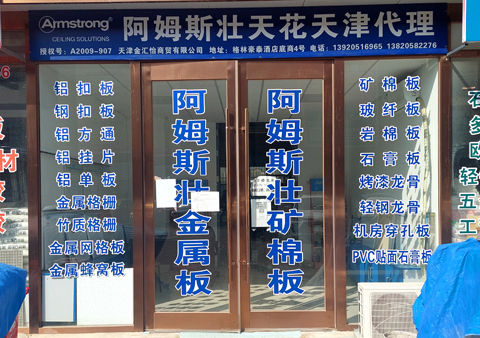 Armstrong
CEILING SOLUTIONS
阿姆斯壮天花天津代理
授权号：A2009-907 天津金汇怡商贸有限公司 地址：格林豪泰酒店底商4号 电话：13920516965 13820582276
铝扣板
钢扣板
铝方通
铝挂片
铝单板
金属格栅
竹质格栅
金属网格板
金属蜂窝板
阿姆斯壮金属板
阿姆斯壮矿棉板
矿棉板
玻纤板
岩棉板
石膏板
烤漆龙骨
轻钢龙骨
机房穿孔板
PVC贴面石膏板
石
多
欧
轻
五
工